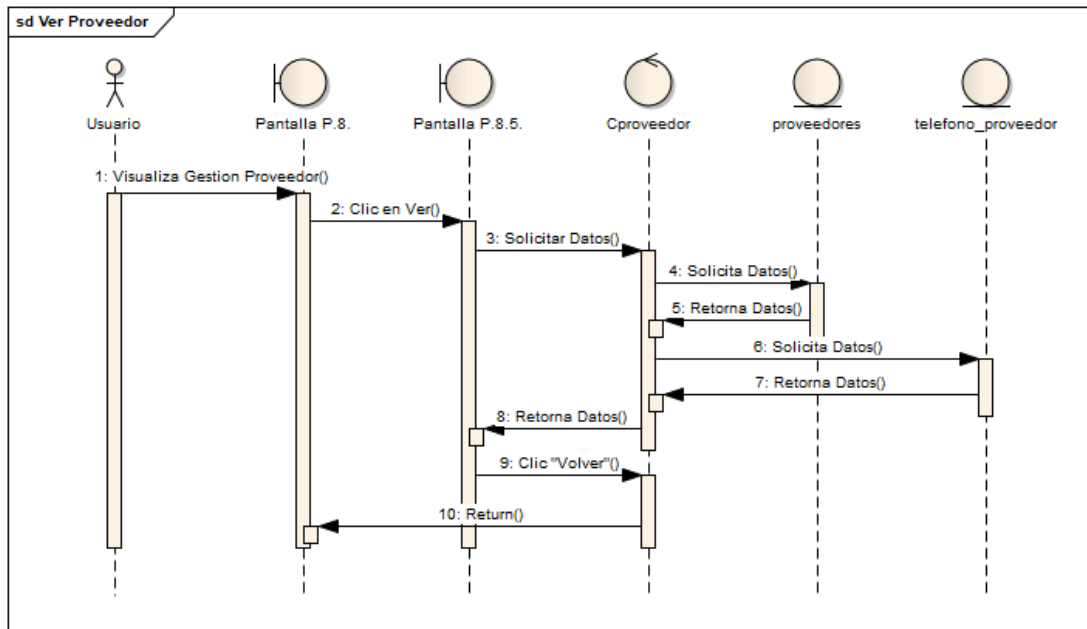 sd Ver Proveedor
Usuario
Pantalla P.8.
Pantalla P.8.5.
Cproveedor
proveedores
telefono_proveedor
1: Visualiza Gestion Proveedor()
2: Clic en Ver()
3: Solicitar Datos()
4: Solicita Datos()
5: Retorna Datos()
6: Solicita Datos()
7: Retorna Datos()
8: Retorna Datos()
9: Clic "Volver"()
10: Return()